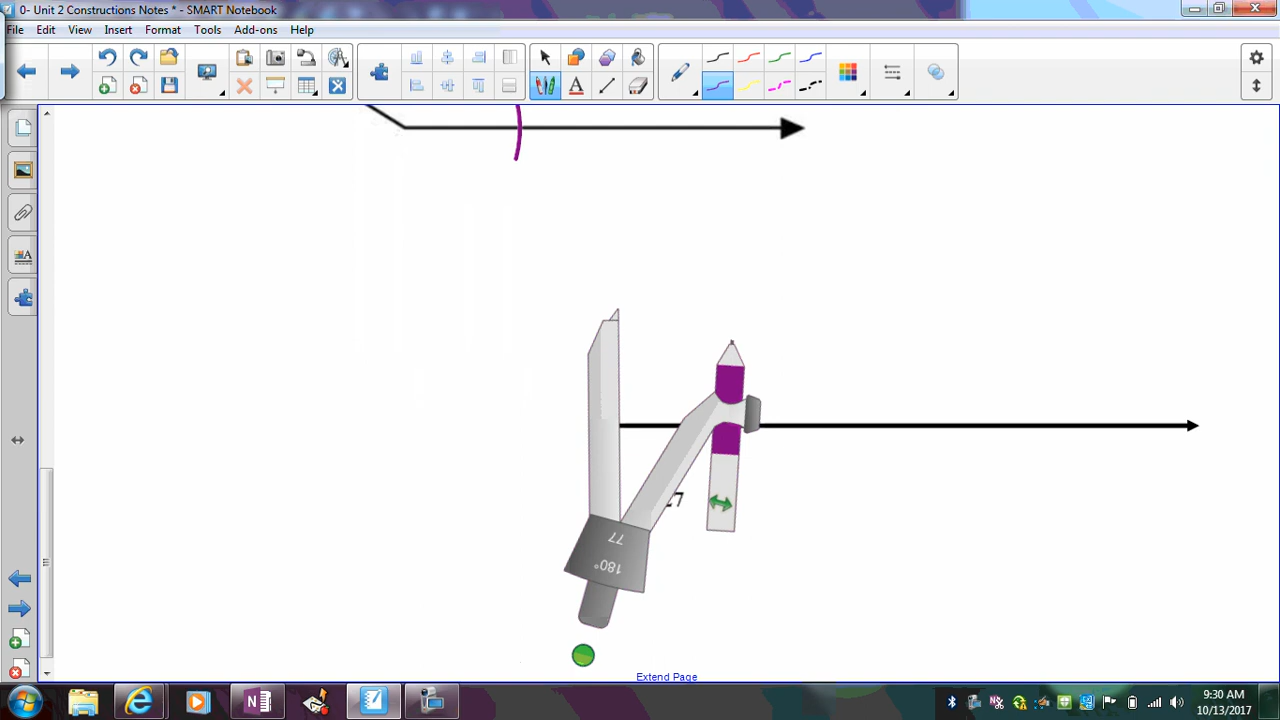 0- Unit 2 Constructions Notes * - SMART Notebook
File Edit View Insert Format Tools Add-ons Help
77
180°
Extend Page
9:30 AM
10/13/2017